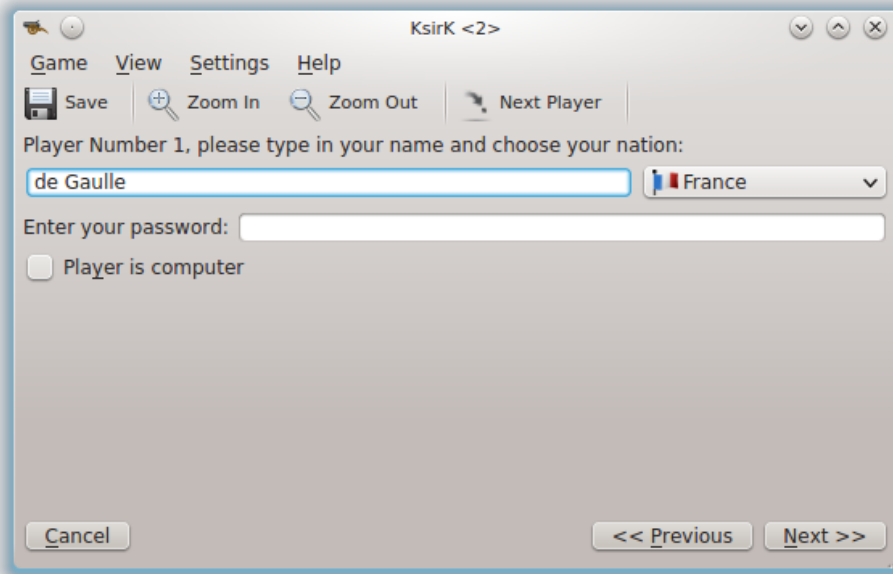 KsirK <2>
Game View Settings Help
Save Zoom In Zoom Out Next Player
Player Number 1, please type in your name and choose your nation:
de Gaulle France
Enter your password:
Player is computer
Cancel << Previous Next >>